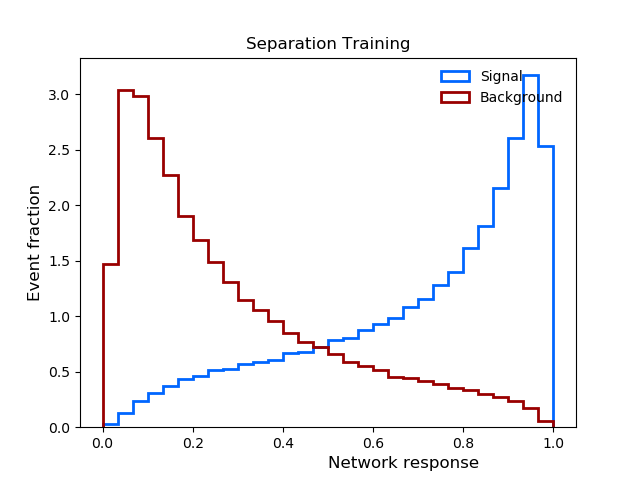 Separation Training
Signal
Background
3.0
2.5
2.0
1.5
1.0
0.5
0.0
Event fraction
0.0 0.2 0.4 0.6 0.8 1.0
Network response